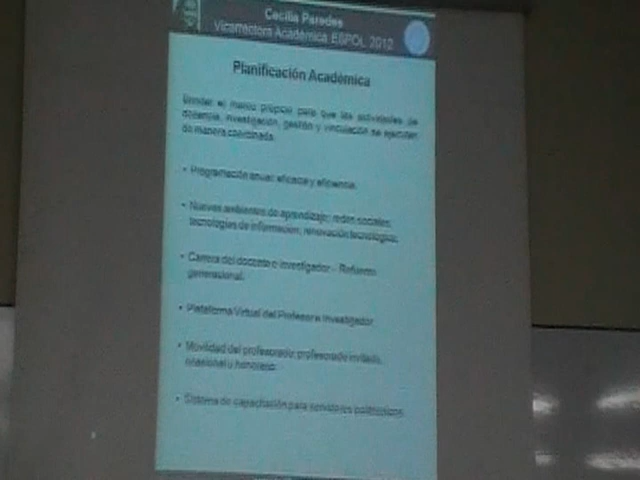 Cecilia Paredes
Vicerrectora Académica ESPOL 2012
Planificación Académica
Brindar el marco propicio para que las actividades de
docencia, investigación, gestión y vinculación se ejecuten
de manera coordinada.
• Programación anual: eficacia y eficiencia.
• Nuevos ambientes de aprendizaje: redes sociales,
tecnologías de información, renovación tecnológica.
• Carrera del docente o investigador – Refuerzo
generacional.
• Plataforma Virtual del Profesor e Investigador
• Movilidad del profesorado: profesorado invitado,
ocasional u honorario.
• Sistema de capacitación para servidores politécnicos.